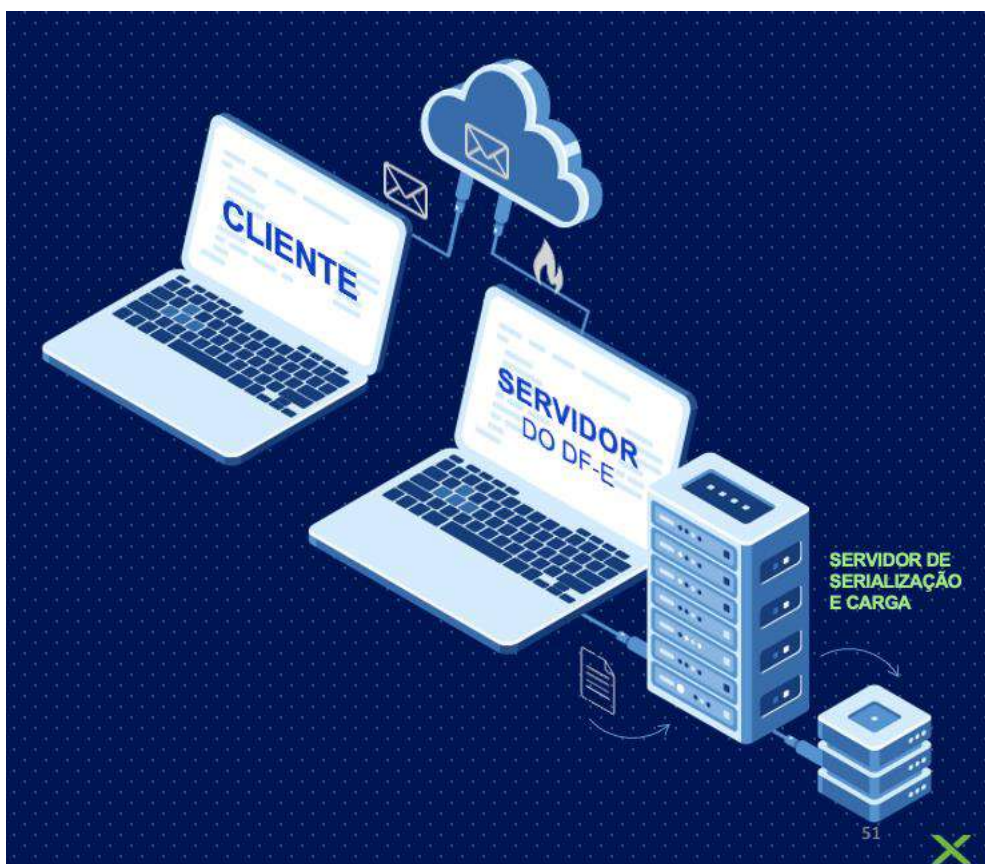 CLIENTE
SERVIDOR
DO DF-E
SERVIDOR DE
SERIALIZAÇÃO
E CARGA
51